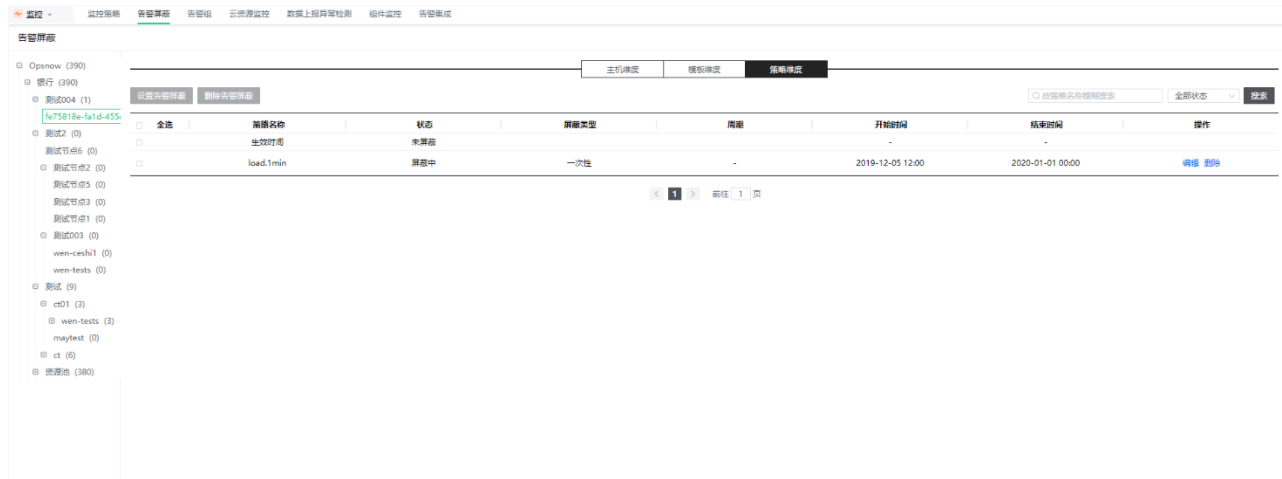 监控 监控策略 告警屏蔽 告警组 云资源监控 数据上报异常检测 组件监控 告警集成
告警屏蔽
Opsnow (390)
银行 (390)
测试004 (1)
fe75818e-fa1d-455
测试2 (0)
测试节点6 (0)
测试节点2 (0)
测试节点5 (0)
测试节点3 (0)
测试节点1 (0)
测试003 (0)
wen-ceshi1 (0)
wen-tests (0)
测试 (9)
ct01 (3)
wen-tests (3)
maytest (0)
ct (6)
资源池 (380)
主机维度 模板维度 策略维度
设置告警屏蔽 删除告警屏蔽 按策略名称模糊搜索 全部状态 搜索
全选 策略名称 状态 屏蔽类型 周期 开始时间 结束时间 操作
生效时间 未屏蔽 - -
load.1min 屏蔽中 一次性 - 2019-12-05 12:00 2020-01-01 00:00 编辑 删除
< 1 > 前往 1 页